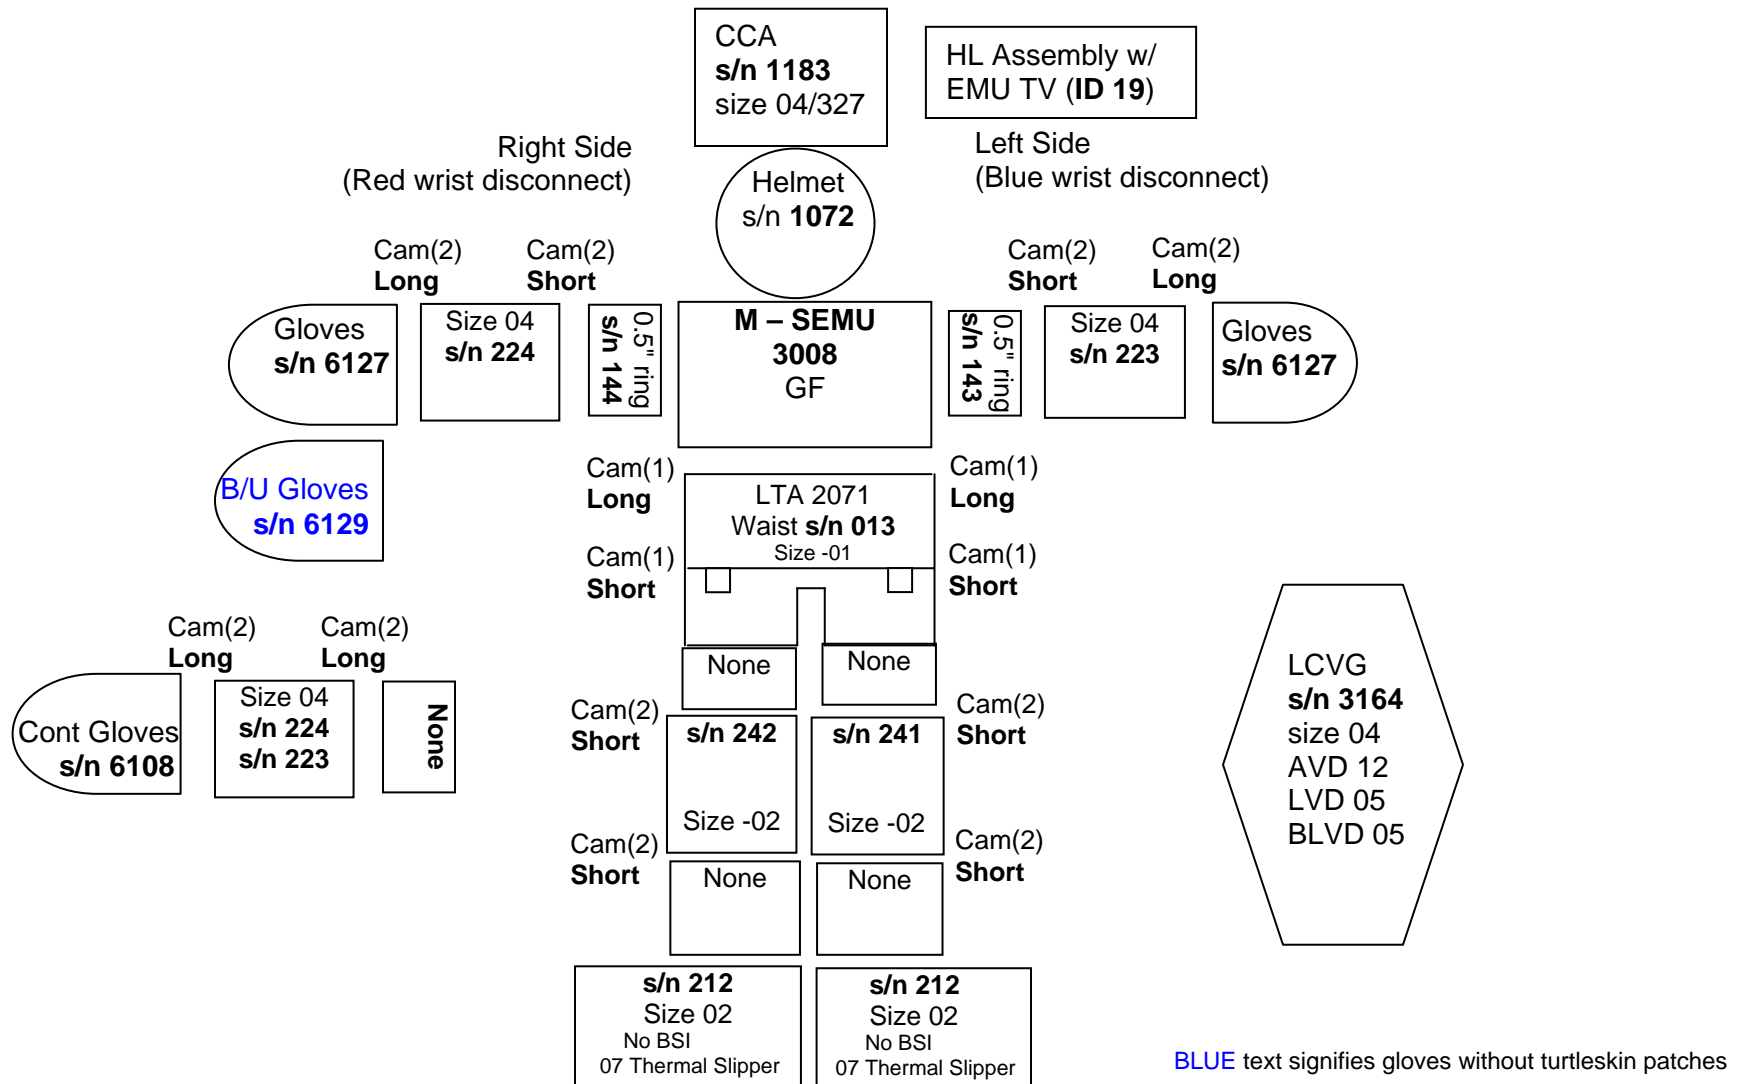 CCA
s/n 1183
size 04/327
HL Assembly w/
EMU TV (ID 19)
Right Side
(Red wrist disconnect)
Left Side
(Blue wrist disconnect)
Helmet
s/n 1072
Cam(2)
Long
Cam(2)
Short
Cam(2)
Short
Cam(2)
Long
Gloves
s/n 6127
Size 04
s/n 224
0.5" ring
s/n 144
M – SEMU
3008
GF
0.5" ring
s/n 143
Size 04
s/n 223
Gloves
s/n 6127
B/U Gloves
s/n 6129
Cam(1)
Long
LTA 2071
Waist s/n 013
Size -01
Cam(1)
Long
Cam(1)
Short
Cam(1)
Short
Cam(2)
Long
Cam(2)
Long
Cont Gloves
s/n 6108
Size 04
s/n 224
s/n 223
None
None
None
Cam(2)
Short
s/n 242
Size -02
s/n 241
Size -02
Cam(2)
Short
Cam(2)
Short
None
None
Cam(2)
Short
LCVG
s/n 3164
size 04
AVD 12
LVD 05
BLVD 05
s/n 212
Size 02
No BSI
07 Thermal Slipper
s/n 212
Size 02
No BSI
07 Thermal Slipper
BLUE text signifies gloves without turtleskin patches